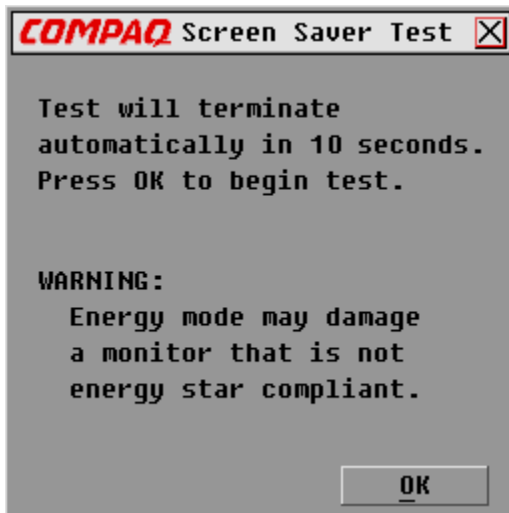 COMPAQ Screen Saver Test
Test will terminate
automatically in 10 seconds.
Press OK to begin test.
WARNING:
Energy mode may damage
a monitor that is not
energy star compliant.
OK